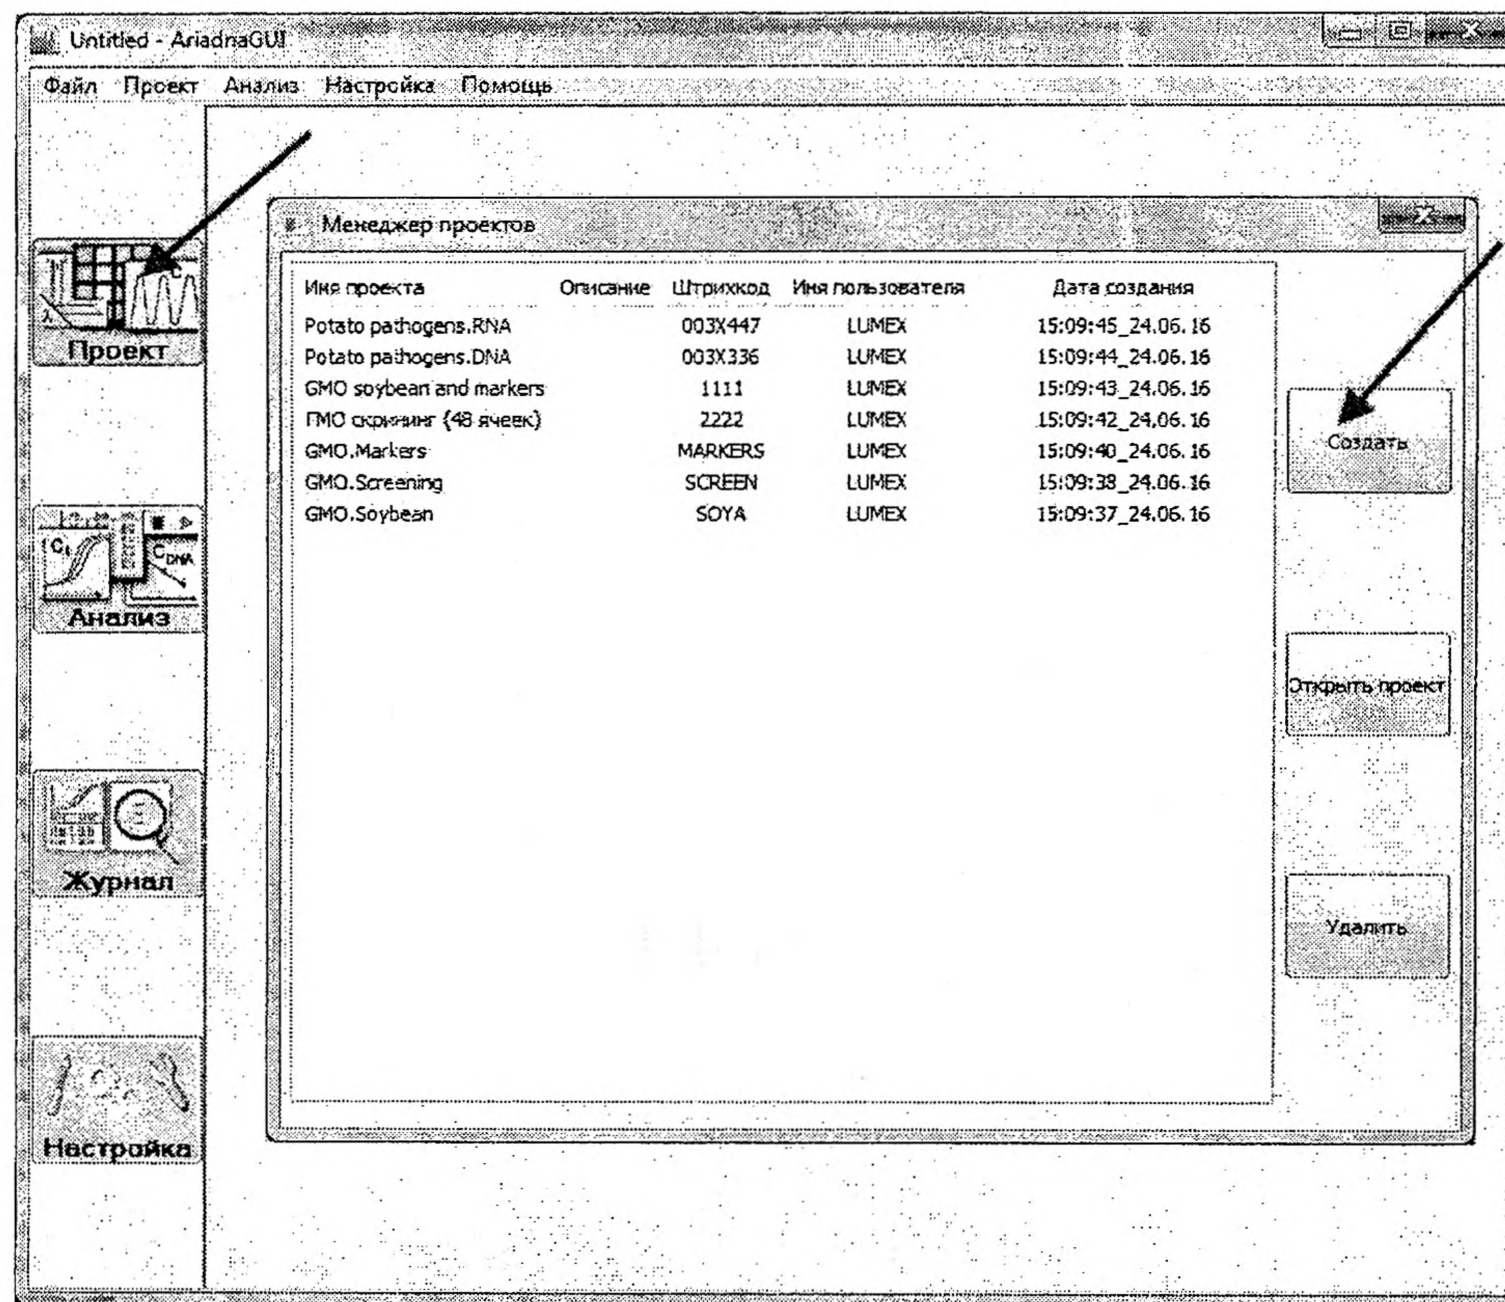 Untitled - AriadnaGUI
Файл Проект Анализ Настройка Помощь
Менеджер проектов
Имя проекта Описание Штрихкод Имя пользователя Дата создания
Potato pathogens.RNA 003X447 LUMEX 15:09:45_24.06.16
Potato pathogens.DNA 003X336 LUMEX 15:09:44_24.06.16
GMO soybean and markers 1111 LUMEX 15:09:43_24.06.16
ГМО скрининг (48 ячеек) 2222 LUMEX 15:09:42_24.06.16
GMO.Markers MARKERS LUMEX 15:09:40_24.06.16
GMO.Screening SCREEN LUMEX 15:09:38_24.06.16
GMO.Soybean SOYA LUMEX 15:09:37_24.06.16
Создать
Открыть проект
Удалить
λ C
Проект
Ct CDNA
Анализ
Журнал
Настройка